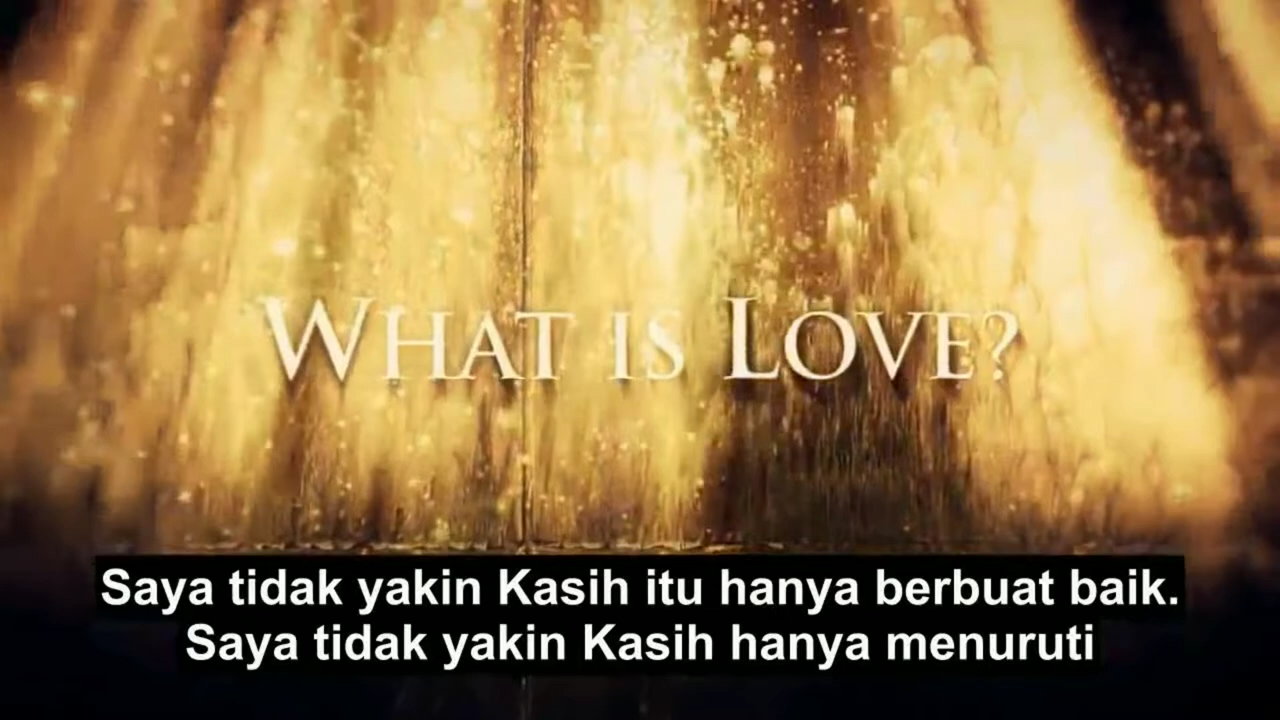 WHAT IS LOVE?
Saya tidak yakin Kasih itu hanya berbuat baik.
Saya tidak yakin Kasih hanya menuruti